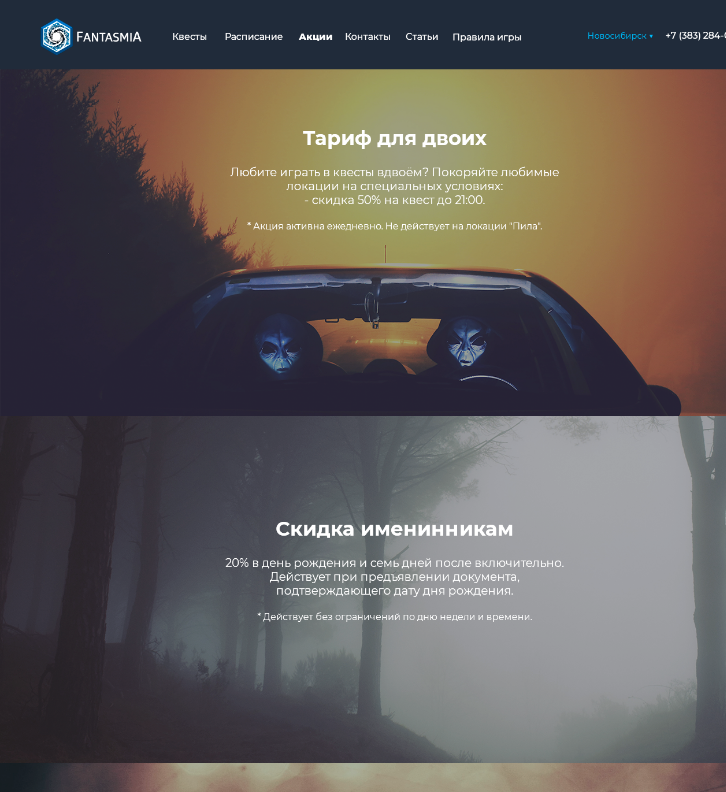 FANTASMIA
Квесты Расписание Акции Контакты Статьи Правила игры
Новосибирск
+7 (383) 284-
Тариф для двоих
Любите играть в квесты вдвоём? Покоряйте любимые
локации на специальных условиях:
- скидка 50% на квест до 21:00.
* Акция активна ежедневно. Не действует на локации "Пила".
Скидка именинникам
20% в день рождения и семь дней после включительно.
Действует при предъявлении документа,
подтверждающего дату дня рождения.
* Действует без ограничений по дню недели и времени.